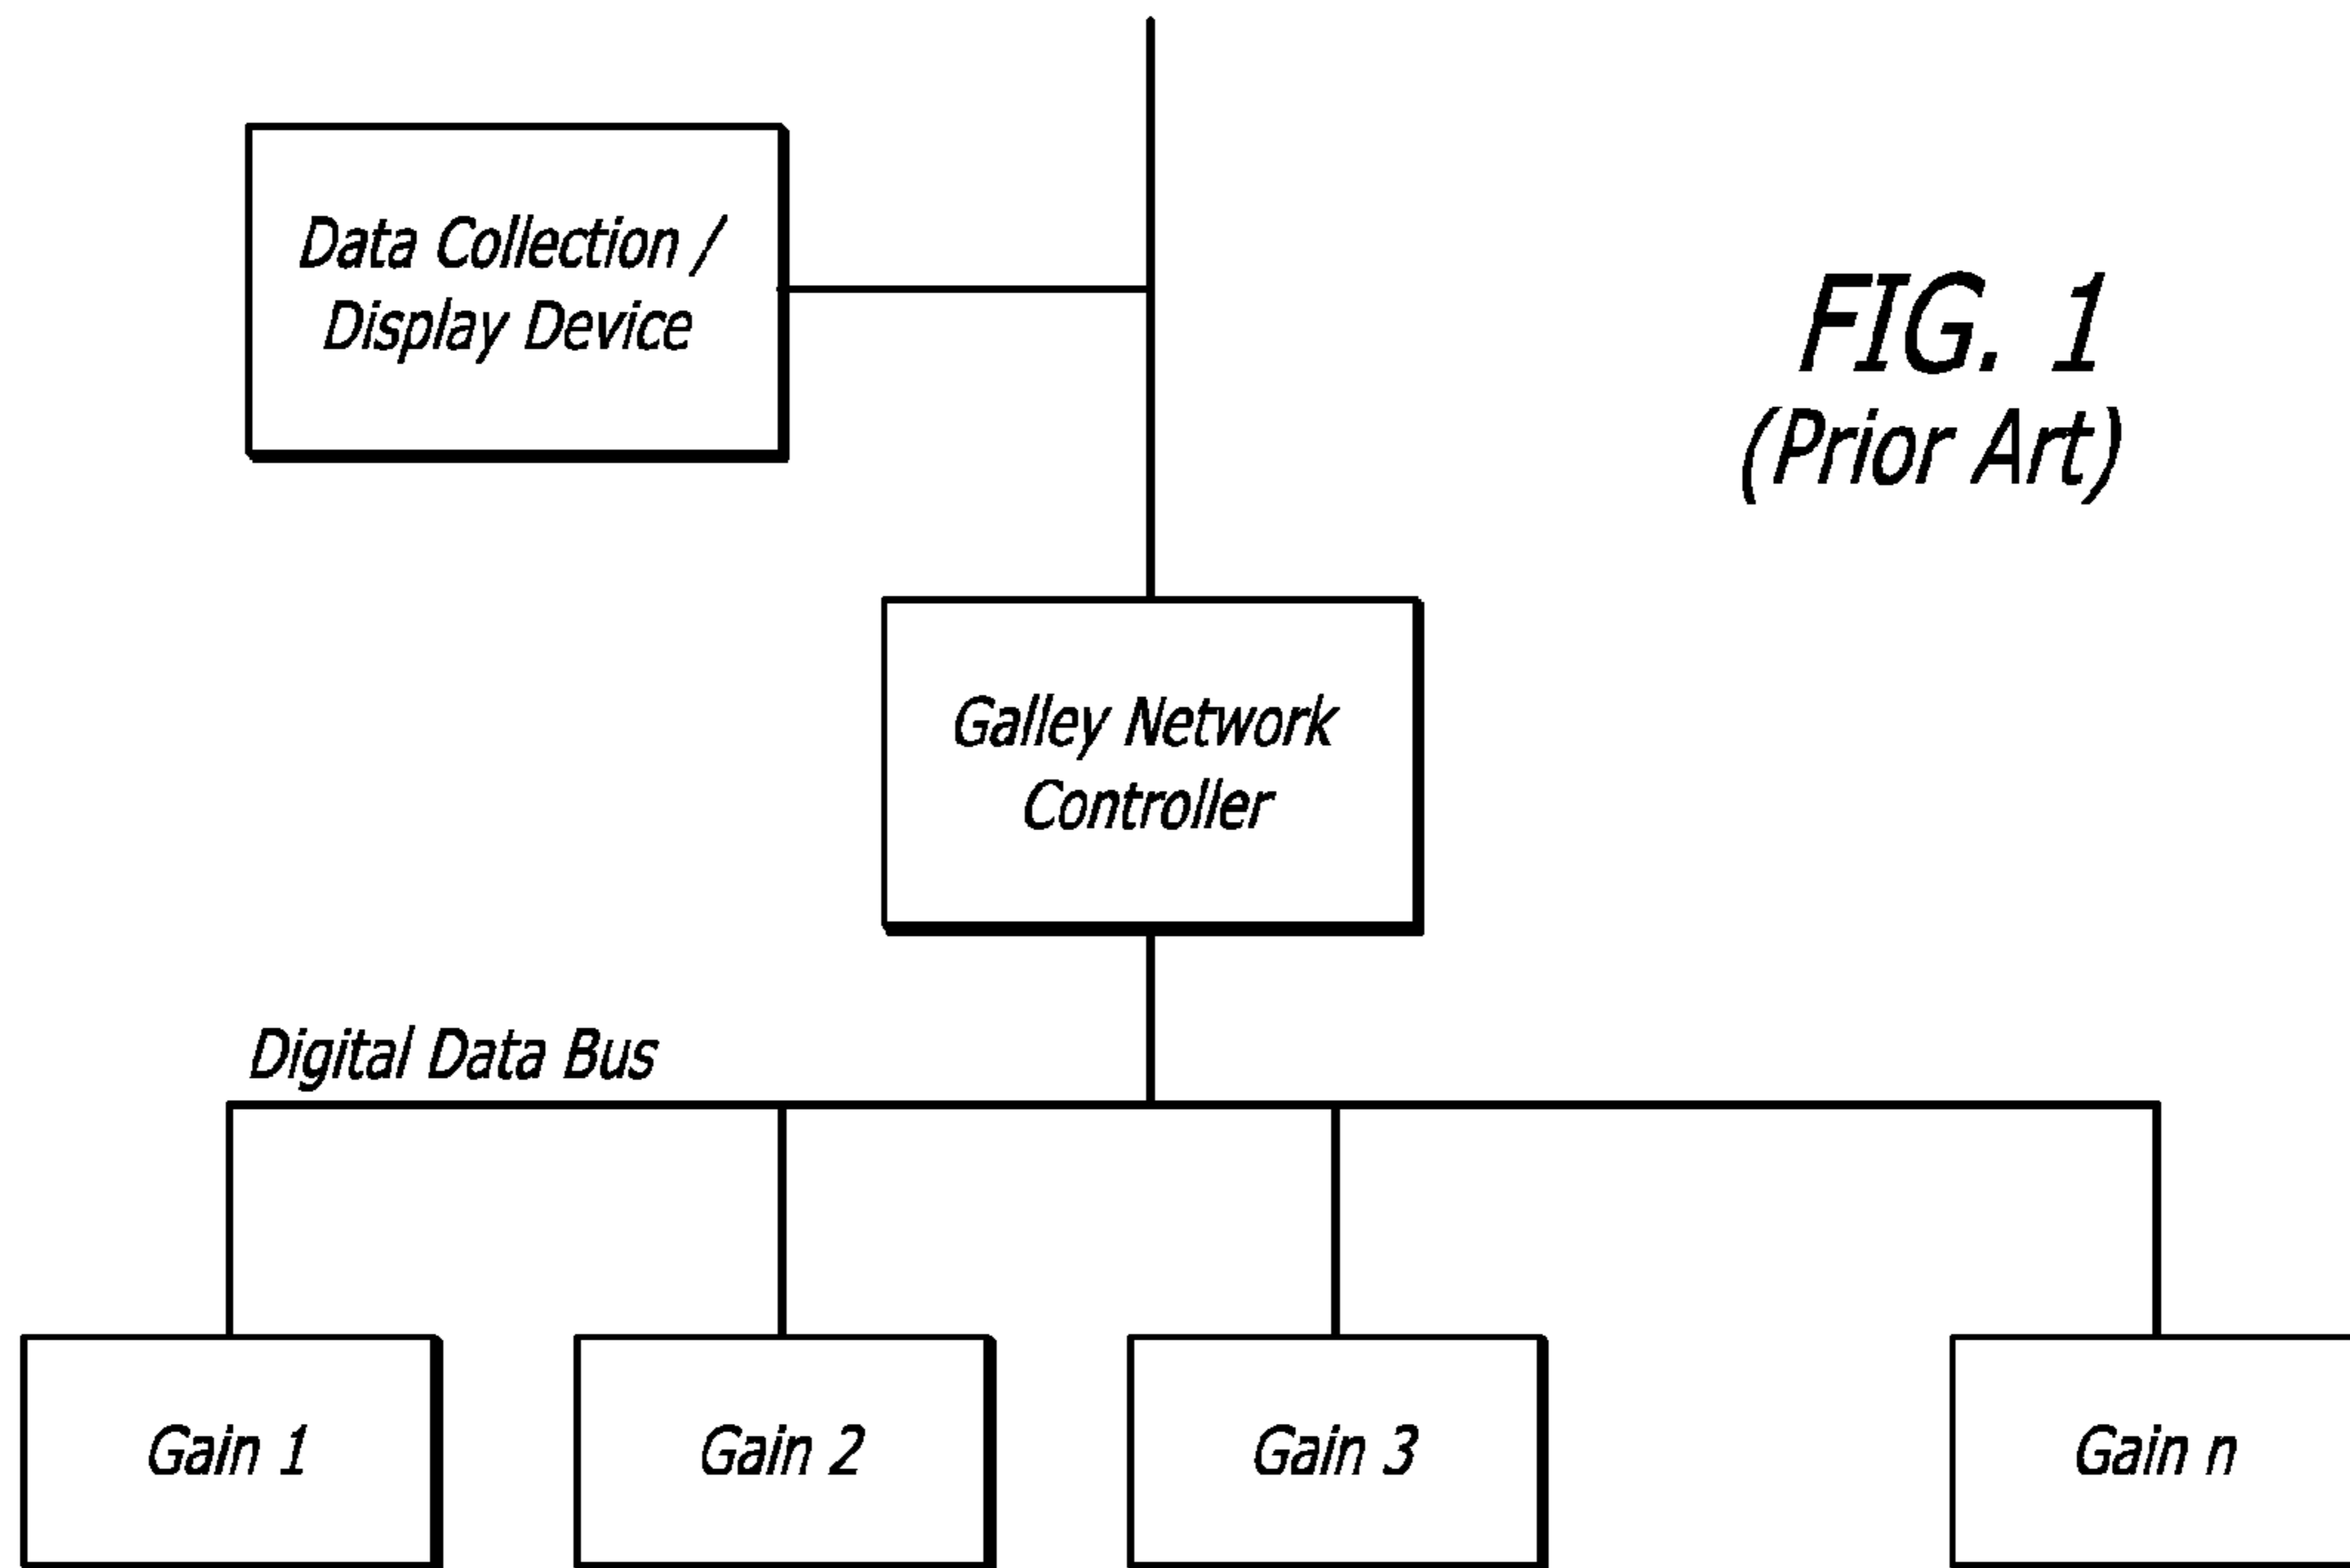 Data Collection /
Display Device
FIG. 1
(Prior Art)
Galley Network
Controller
Digital Data Bus
Gain 1
Gain 2
Gain 3
Gain n